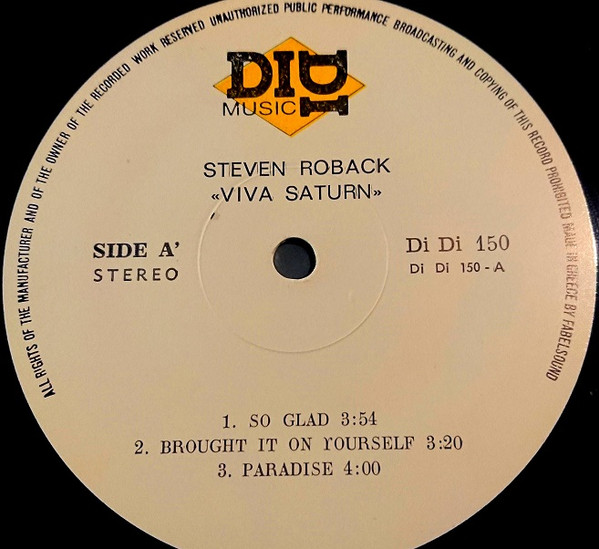 ALL RIGHTS OF THE MANUFACTURER AND OF THE OWNER OF THE RECORDED WORK RESERVED UNAUTHORIZED PUBLIC PERFORMANCE BROADCASTING AND COPYING OF THIS RECORD PROHIBITED MADE IN GREECE BY FABELSOUND
DIDI
MUSIC
STEVEN ROBACK
«VIVA SATURN»
SIDE A’
STEREO
Di Di 150
Di Di 150-A
1. SO GLAD 3:54
2. BROUGHT IT ON YOURSELF 3:20
3. PARADISE 4:00